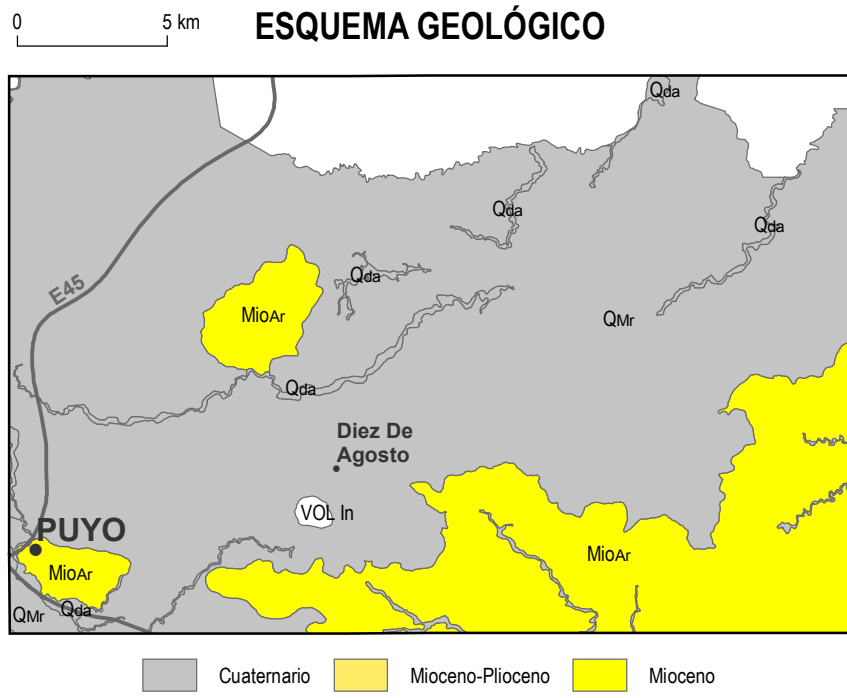 0 5 km
ESQUEMA GEOLÓGICO
Qda
Qda
Qda
E45
Qda
MioAr
QMr
Qda
Diez De
Agosto
VOL In
PUYO
MioAr
MioAr
QMr
Qda
Cuaternario Mioceno-Plioceno Mioceno